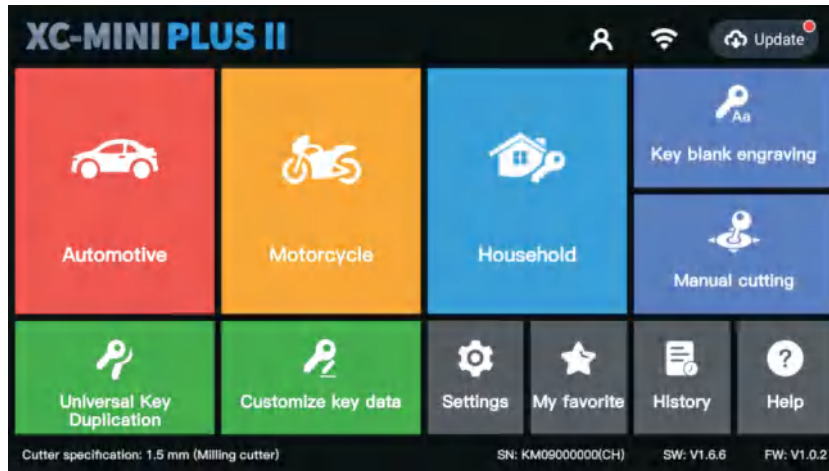 XC-MINI PLUS II
Update
Automotive
Motorcycle
Household
Aa
Key blank engraving
Manual cutting
Universal Key
Duplication
Customize key data
Settings
My favorite
History
?
Help
Cutter specification: 1.5 mm (Milling cutter)
SN: KM09000000(CH)
SW: V1.6.6
FW: V1.0.2